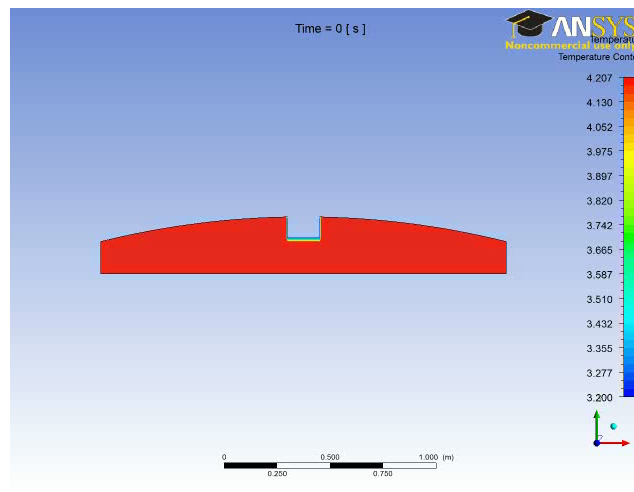 Time = 0 [ s ]
ANSYS
Noncommercial use only
Temperatu
Temperature Conto
4.207
4.130
4.052
3.975
3.897
3.820
3.742
3.665
3.587
3.510
3.432
3.355
3.277
3.200
0 0.500 1.000 (m)
0.250 0.750